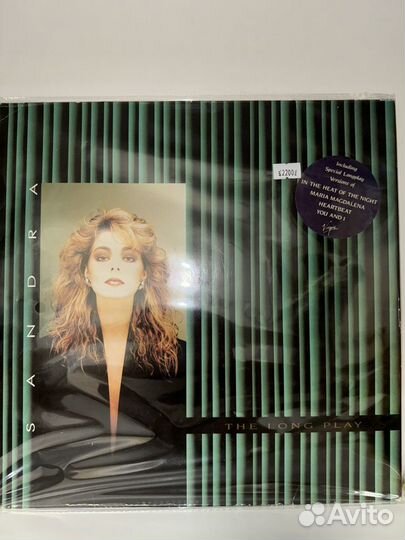 SANDRA
Including
Special Longplay
Versions of
IN THE HEAT OF THE NIGHT
MARIA MAGDALENA
HEARTBEAT
YOU AND I
Virgin
THE LONG PLAY
Avito